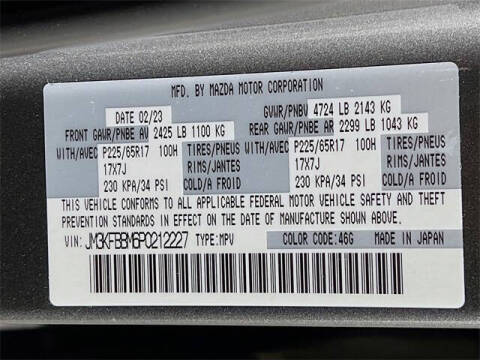 MFD. BY MAZDA MOTOR CORPORATION
DATE 02/23 GVWR/PNBV 4724 LB 2143 KG
FRONT GAWR/PNBE AV 2425 LB 1100 KG REAR GAWR/PNBE AR 2299 LB 1043 KG
WITH/AVEC P225/65R17 100H TIRES/PNEUS WITH/AVEC P225/65R17 100H TIRES/PNEUS
17X7J RIMS/JANTES 17X7J RIMS/JANTES
230 KPA/34 PSI COLD/A FROID 230 KPA/34 PSI COLD/A FROID
THIS VEHICLE CONFORMS TO ALL APPLICABLE FEDERAL MOTOR VEHICLE SAFETY AND THEFT
PREVENTION STANDARDS IN EFFECT ON THE DATE OF MANUFACTURE SHOWN ABOVE.
VIN: JM3KFBBM6P0212227 TYPE:MPV COLOR CODE:46G MADE IN JAPAN